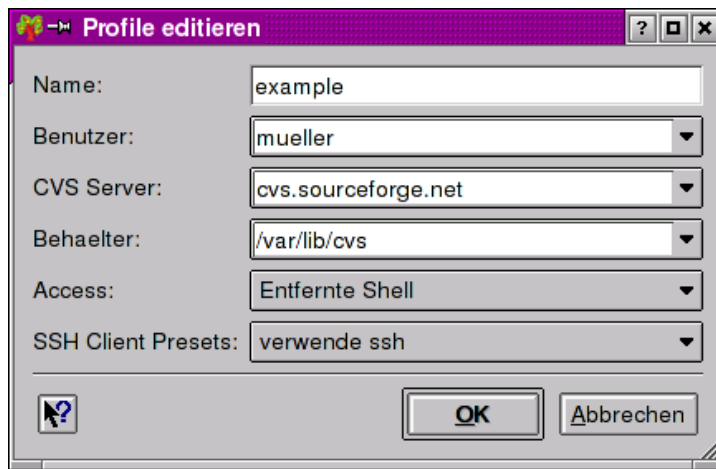 Profile editieren
Name: example
Benutzer: mueller
CVS Server: cvs.sourceforge.net
Behaelter: /var/lib/cvs
Access: Entfernte Shell
SSH Client Presets: verwende ssh
OK Abbrechen